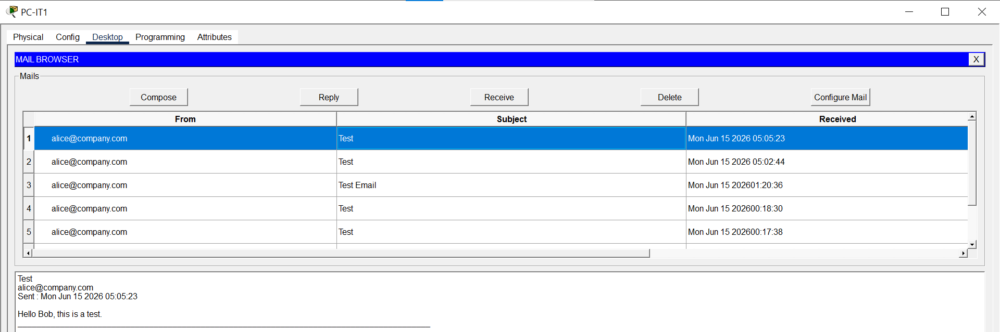 PC-IT1
Physical Config Desktop Programming Attributes
MAIL BROWSER X
Mails
Compose Reply Receive Delete Configure Mail
From Subject Received
1 alice@company.com Test Mon Jun 15 2026 05:05:23
2 alice@company.com Test Mon Jun 15 2026 05:02:44
3 alice@company.com Test Email Mon Jun 15 202601:20:36
4 alice@company.com Test Mon Jun 15 202600:18:30
5 alice@company.com Test Mon Jun 15 202600:17:38
Test
alice@company.com
Sent : Mon Jun 15 2026 05:05:23
Hello Bob, this is a test.